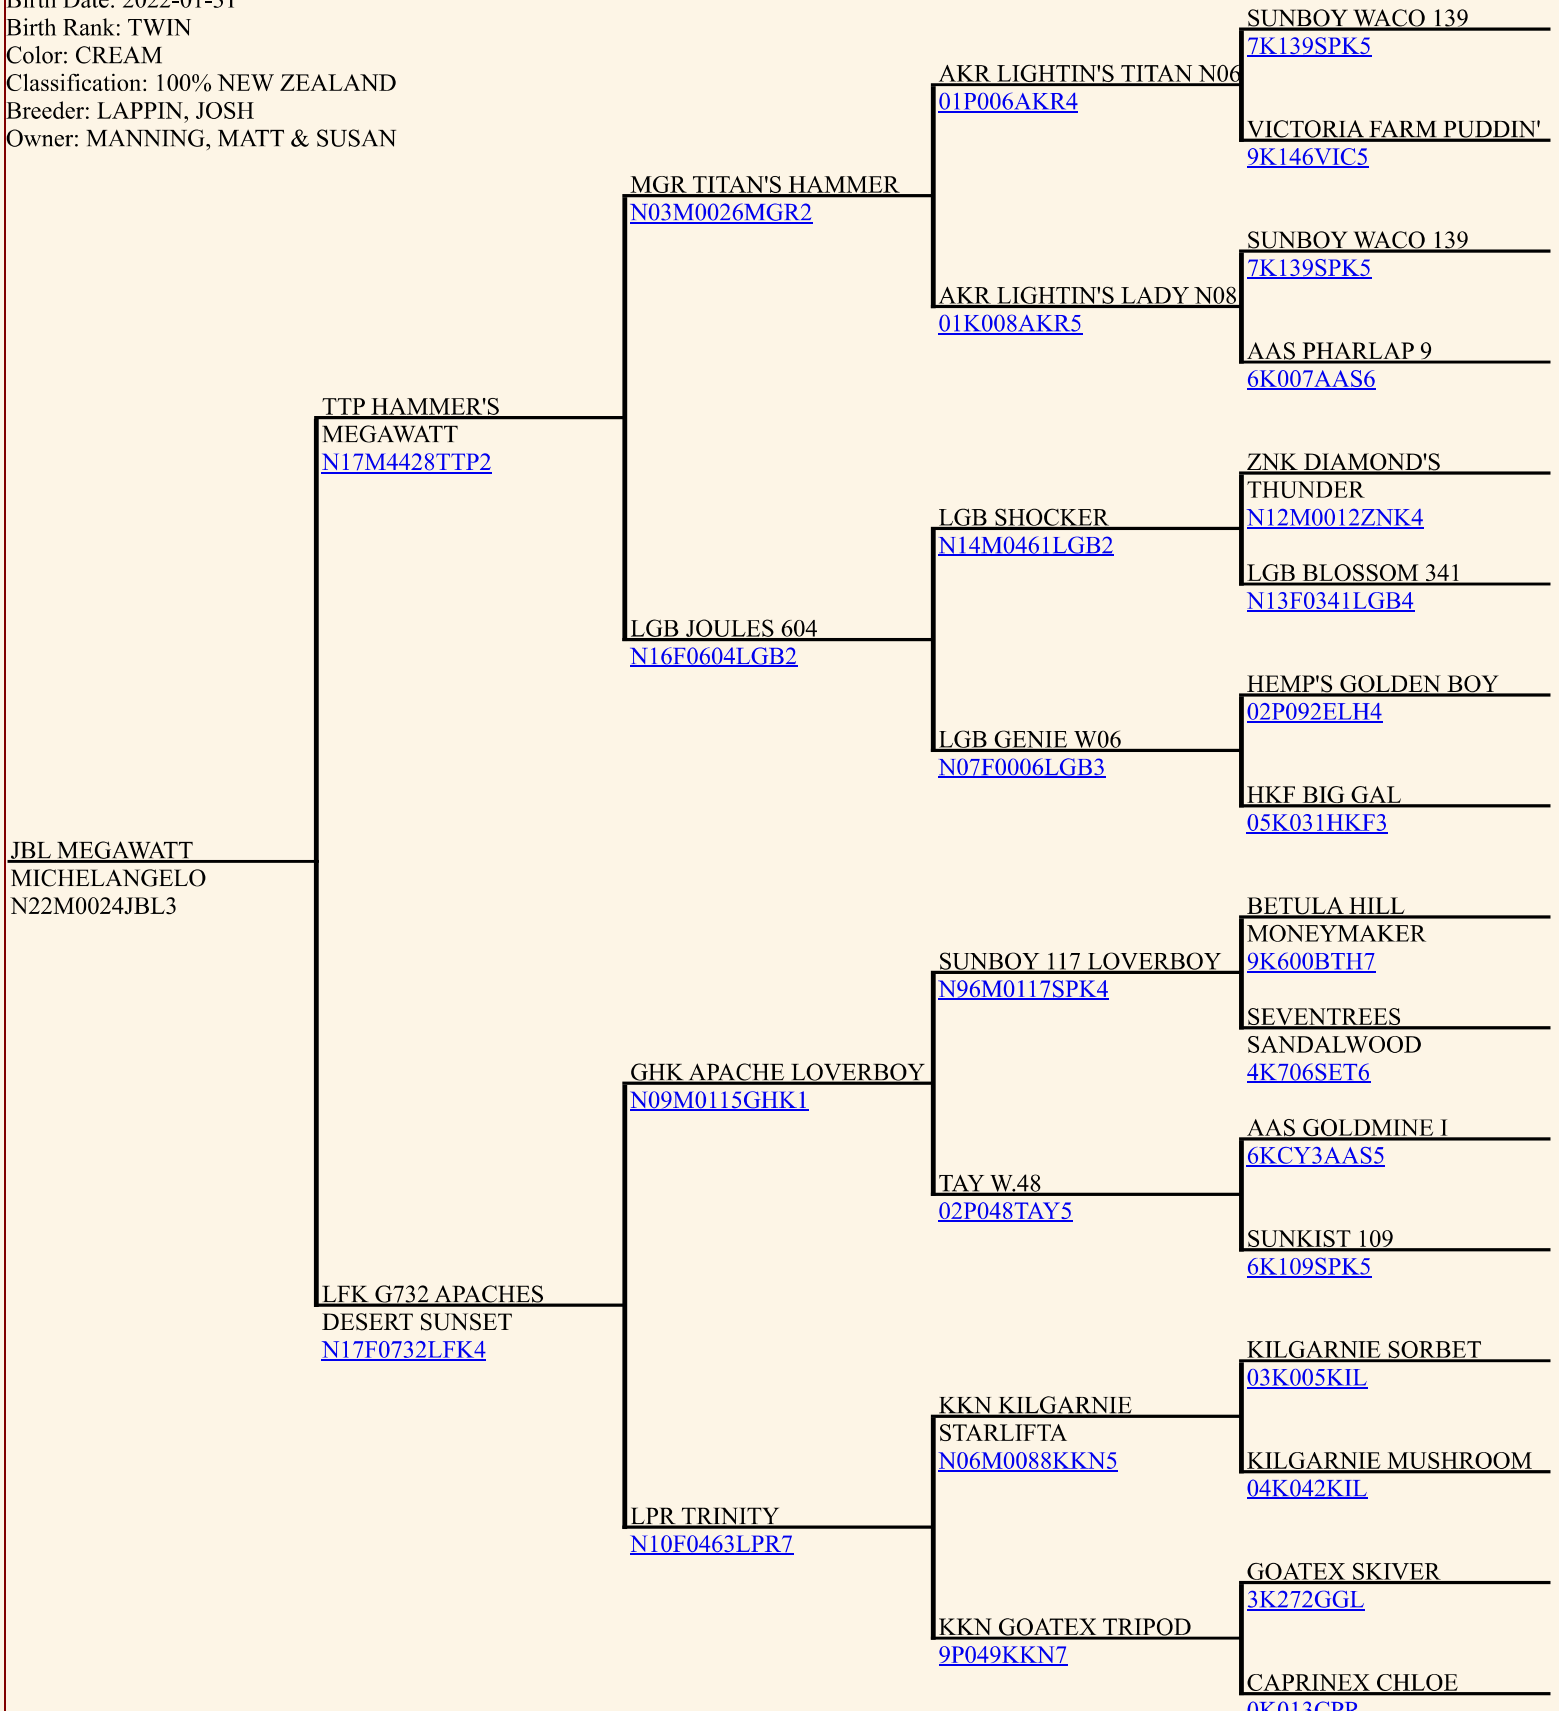 Birth Date: 2022-01-31
Birth Rank: TWIN
Color: CREAM
Classification: 100% NEW ZEALAND
Breeder: LAPPIN, JOSH
Owner: MANNING, MATT & SUSAN
JBL MEGAWATT
MICHELANGELO
N22M0024JBL3
TTP HAMMER'S
MEGAWATT
N17M4428TTP2
LFK G732 APACHES
DESERT SUNSET
N17F0732LFK4
MGR TITAN'S HAMMER
N03M0026MGR2
LGB JOULES 604
N16F0604LGB2
GHK APACHE LOVERBOY
N09M0115GHK1
LPR TRINITY
N10F0463LPR7
AKR LIGHTIN'S TITAN N06
01P006AKR4
AKR LIGHTIN'S LADY N08
01K008AKR5
LGB SHOCKER
N14M0461LGB2
LGB GENIE W06
N07F0006LGB3
SUNBOY 117 LOVERBOY
N96M0117SPK4
TAY W.48
02P048TAY5
KKN KILGARNIE
STARLIFTA
N06M0088KKN5
KKN GOATEX TRIPOD
9P049KKN7
SUNBOY WACO 139
7K139SPK5
VICTORIA FARM PUDDIN'
9K146VIC5
SUNBOY WACO 139
7K139SPK5
AAS PHARLAP 9
6K007AAS6
ZNK DIAMOND'S
THUNDER
N12M0012ZNK4
LGB BLOSSOM 341
N13F0341LGB4
HEMP'S GOLDEN BOY
02P092ELH4
HKF BIG GAL
05K031HKF3
BETULA HILL
MONEYMAKER
9K600BTH7
SEVENTREES
SANDALWOOD
4K706SET6
AAS GOLDMINE I
6KCY3AAS5
SUNKIST 109
6K109SPK5
KILGARNIE SORBET
03K005KIL
KILGARNIE MUSHROOM
04K042KIL
GOATEX SKIVER
3K272GGL
CAPRINEX CHLOE
0K013CPR